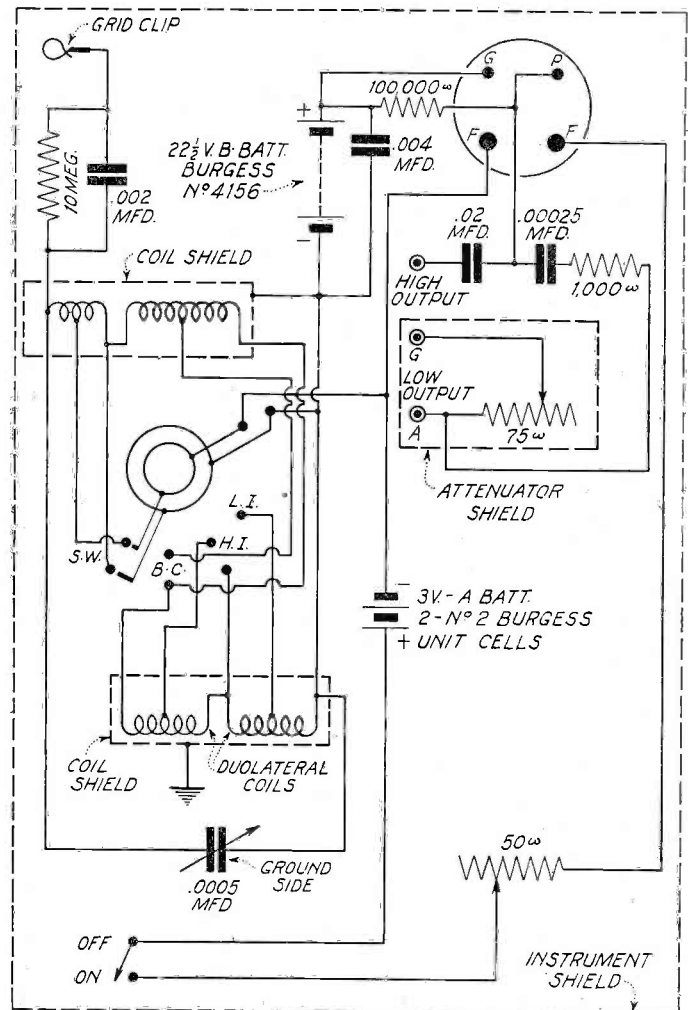 GRID CLIP
G
P
100,000ω
+
22½ V. B. BATT.
BURGESS
Nº 4156
-
.004
MFD.
F
F
10 MEG.
.002
MFD.
.02
MFD.
.00025
MFD.
COIL SHIELD
HIGH
OUTPUT
1,000ω
G
LOW
OUTPUT
A
75ω
ATTENUATOR
SHIELD
L.I.
S.W.
H.I.
B.C.
-
3V.-A BATT.
2-Nº 2 BURGESS
+ UNIT CELLS
COIL
SHIELD
DUOLATERAL
COILS
GROUND
SIDE
.0005
MFD
50ω
OFF
ON
INSTRUMENT
SHIELD